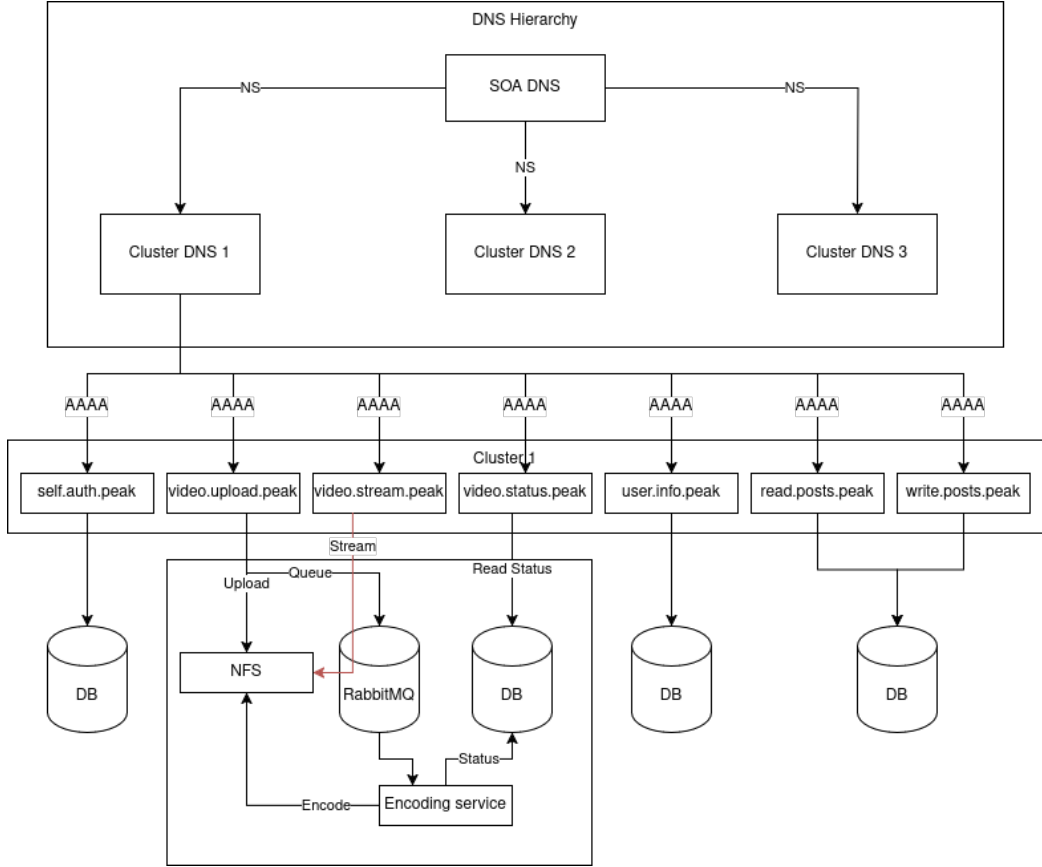 DNS Hierarchy
SOA DNS
NS
NS
NS
Cluster DNS 1
Cluster DNS 2
Cluster DNS 3
AAAA
AAAA
AAAA
AAAA
AAAA
AAAA
AAAA
Cluster 1
self.auth.peak
video.upload.peak
video.stream.peak
video.status.peak
user.info.peak
read.posts.peak
write.posts.peak
Stream
Queue
Read Status
Upload
NFS
DB
RabbitMQ
DB
DB
DB
Status
Encode
Encoding service